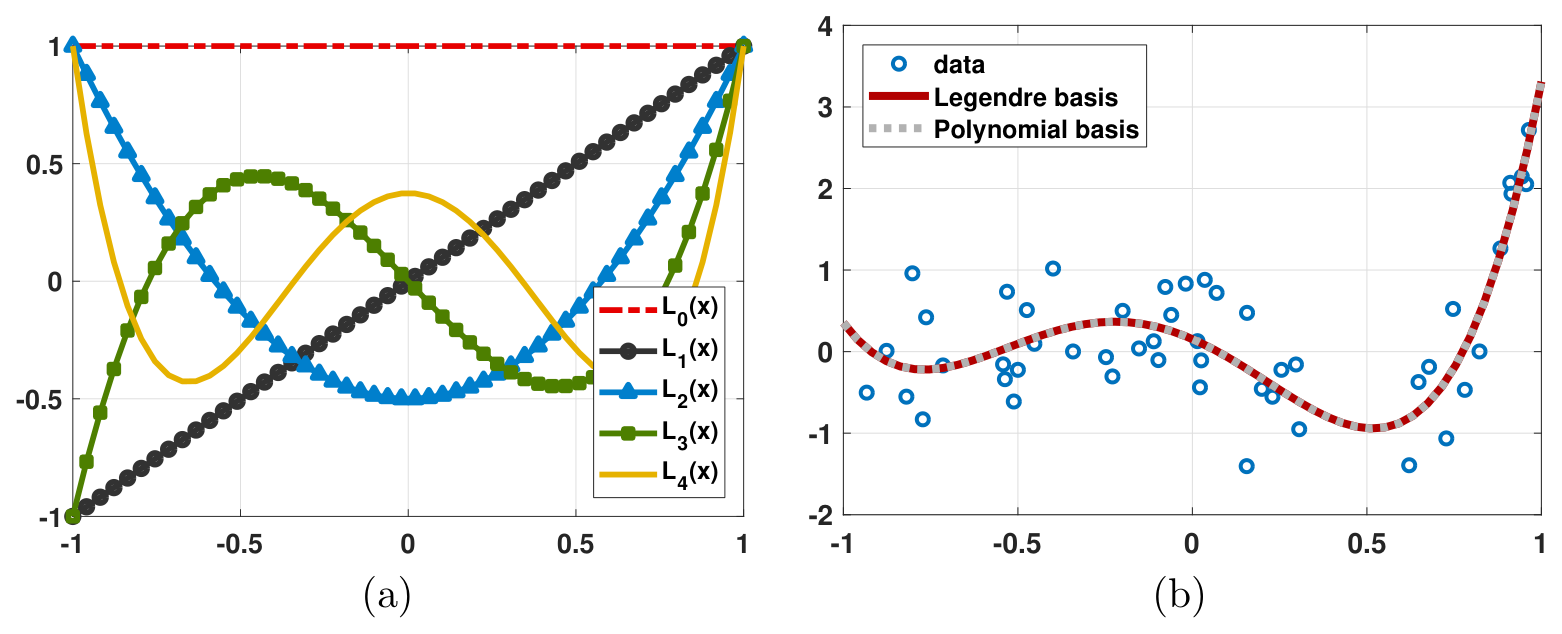 1
0.5
0
-0.5
-1
-1
-0.5
0
0.5
1
L0(x)
L1(x)
L2(x)
L3(x)
L4(x)
(a)
4
3
2
1
0
-1
-2
-1
-0.5
0
0.5
1
data
Legendre basis
Polynomial basis
(b)